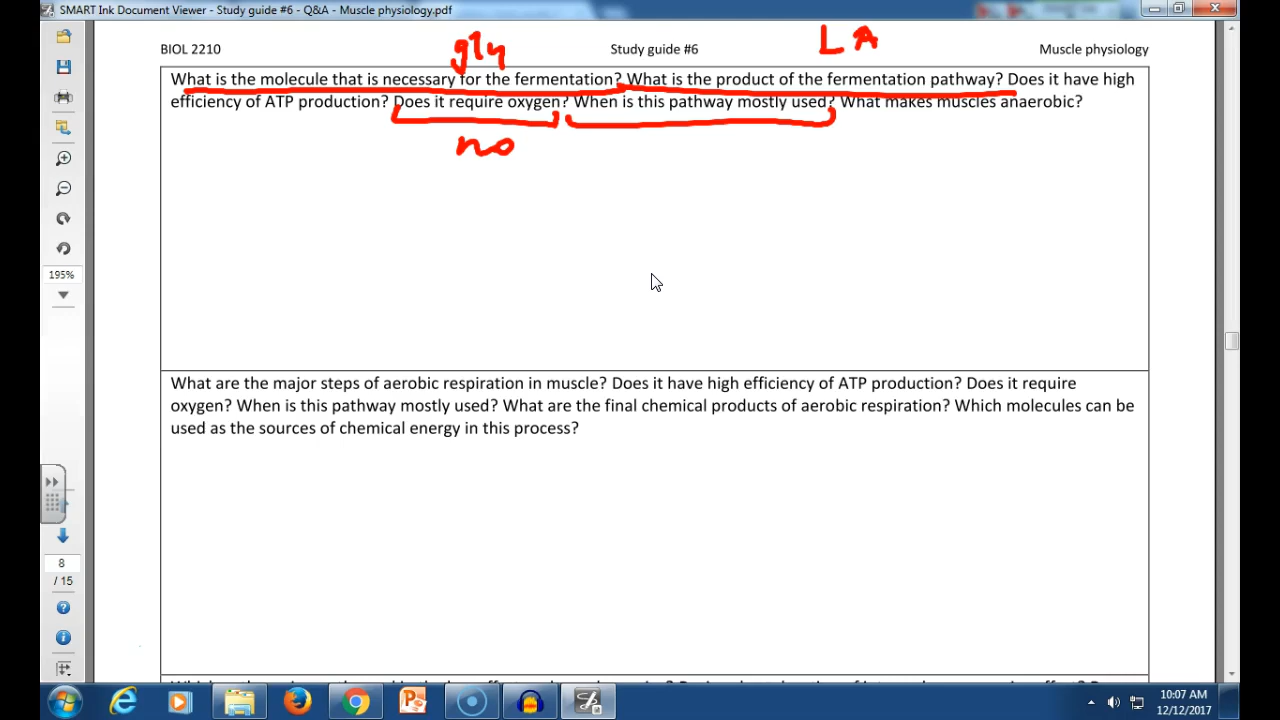 SMART Ink Document Viewer - Study guide #6 - Q&A - Muscle physiology.pdf
BIOL 2210 Study guide #6 Muscle physiology
gly LA
What is the molecule that is necessary for the fermentation? What is the product of the fermentation pathway? Does it have high
efficiency of ATP production? Does it require oxygen? When is this pathway mostly used? What makes muscles anaerobic?
no
195%
What are the major steps of aerobic respiration in muscle? Does it have high efficiency of ATP production? Does it require
oxygen? When is this pathway mostly used? What are the final chemical products of aerobic respiration? Which molecules can be
used as the sources of chemical energy in this process?
8
/ 15
10:07 AM
12/12/2017